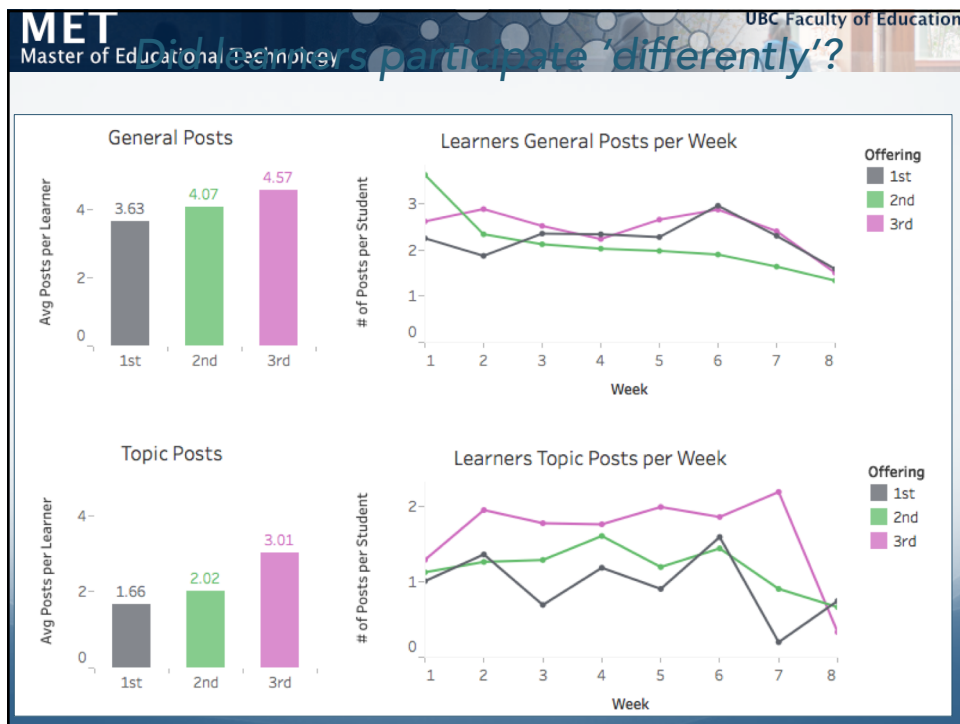 MET
UBC Faculty of Education
Master of Educational Technology
Did learners participate ‘differently’?
General Posts
Avg Posts per Learner
4
2
0
3.63
4.07
4.57
1st
2nd
3rd
Learners General Posts per Week
# of Posts per Student
3
2
1
0
1
2
3
4
5
6
7
8
Week
Offering
1st
2nd
3rd
Topic Posts
Avg Posts per Learner
4
2
0
1.66
2.02
3.01
1st
2nd
3rd
Learners Topic Posts per Week
# of Posts per Student
2
1
0
1
2
3
4
5
6
7
8
Week
Offering
1st
2nd
3rd